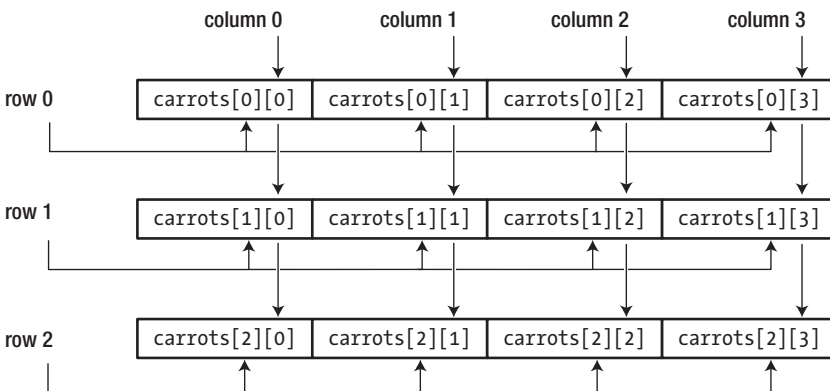 column 0 column 1 column 2 column 3
row 0 carrots[0][0] carrots[0][1] carrots[0][2] carrots[0][3]
row 1 carrots[1][0] carrots[1][1] carrots[1][2] carrots[1][3]
row 2 carrots[2][0] carrots[2][1] carrots[2][2] carrots[2][3]